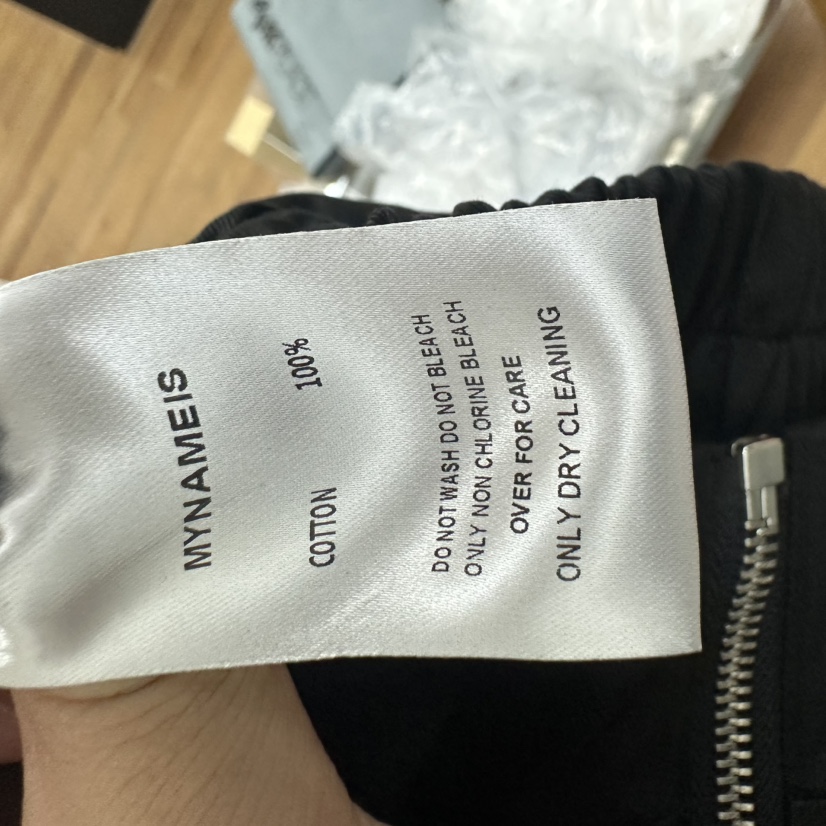 MYNAMEIS
COTTON 100%
DO NOT WASH DO NOT BLEACH
ONLY NON CHLORINE BLEACH
OVER FOR CARE
ONLY DRY CLEANING